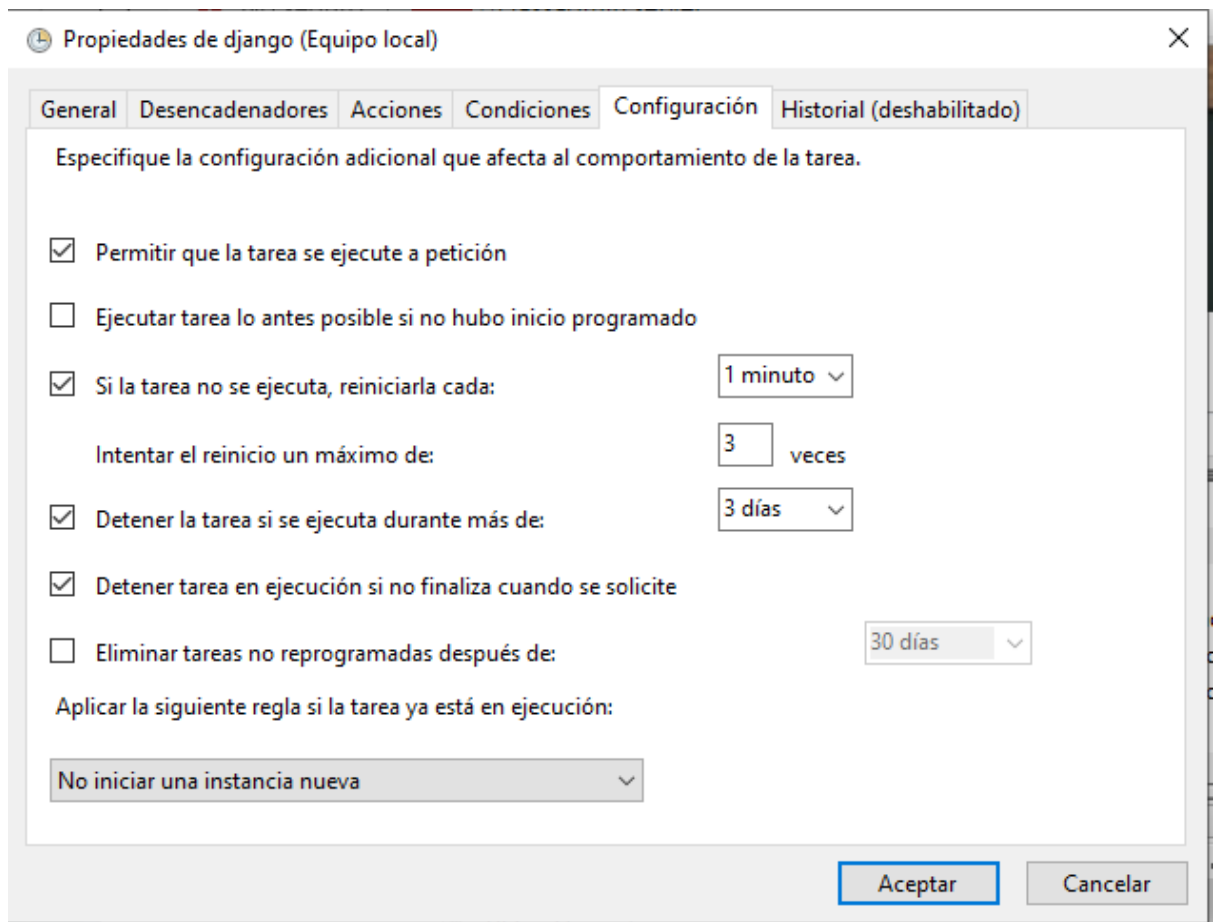 Propiedades de django (Equipo local)
General Desencadenadores Acciones Condiciones Configuración Historial (deshabilitado)
Especifique la configuración adicional que afecta al comportamiento de la tarea.
Permitir que la tarea se ejecute a petición
Ejecutar tarea lo antes posible si no hubo inicio programado
Si la tarea no se ejecuta, reiniciarla cada: 1 minuto
Intentar el reinicio un máximo de: 3 veces
Detener la tarea si se ejecuta durante más de: 3 días
Detener tarea en ejecución si no finaliza cuando se solicite
Eliminar tareas no reprogramadas después de: 30 días
Aplicar la siguiente regla si la tarea ya está en ejecución:
No iniciar una instancia nueva
Aceptar Cancelar